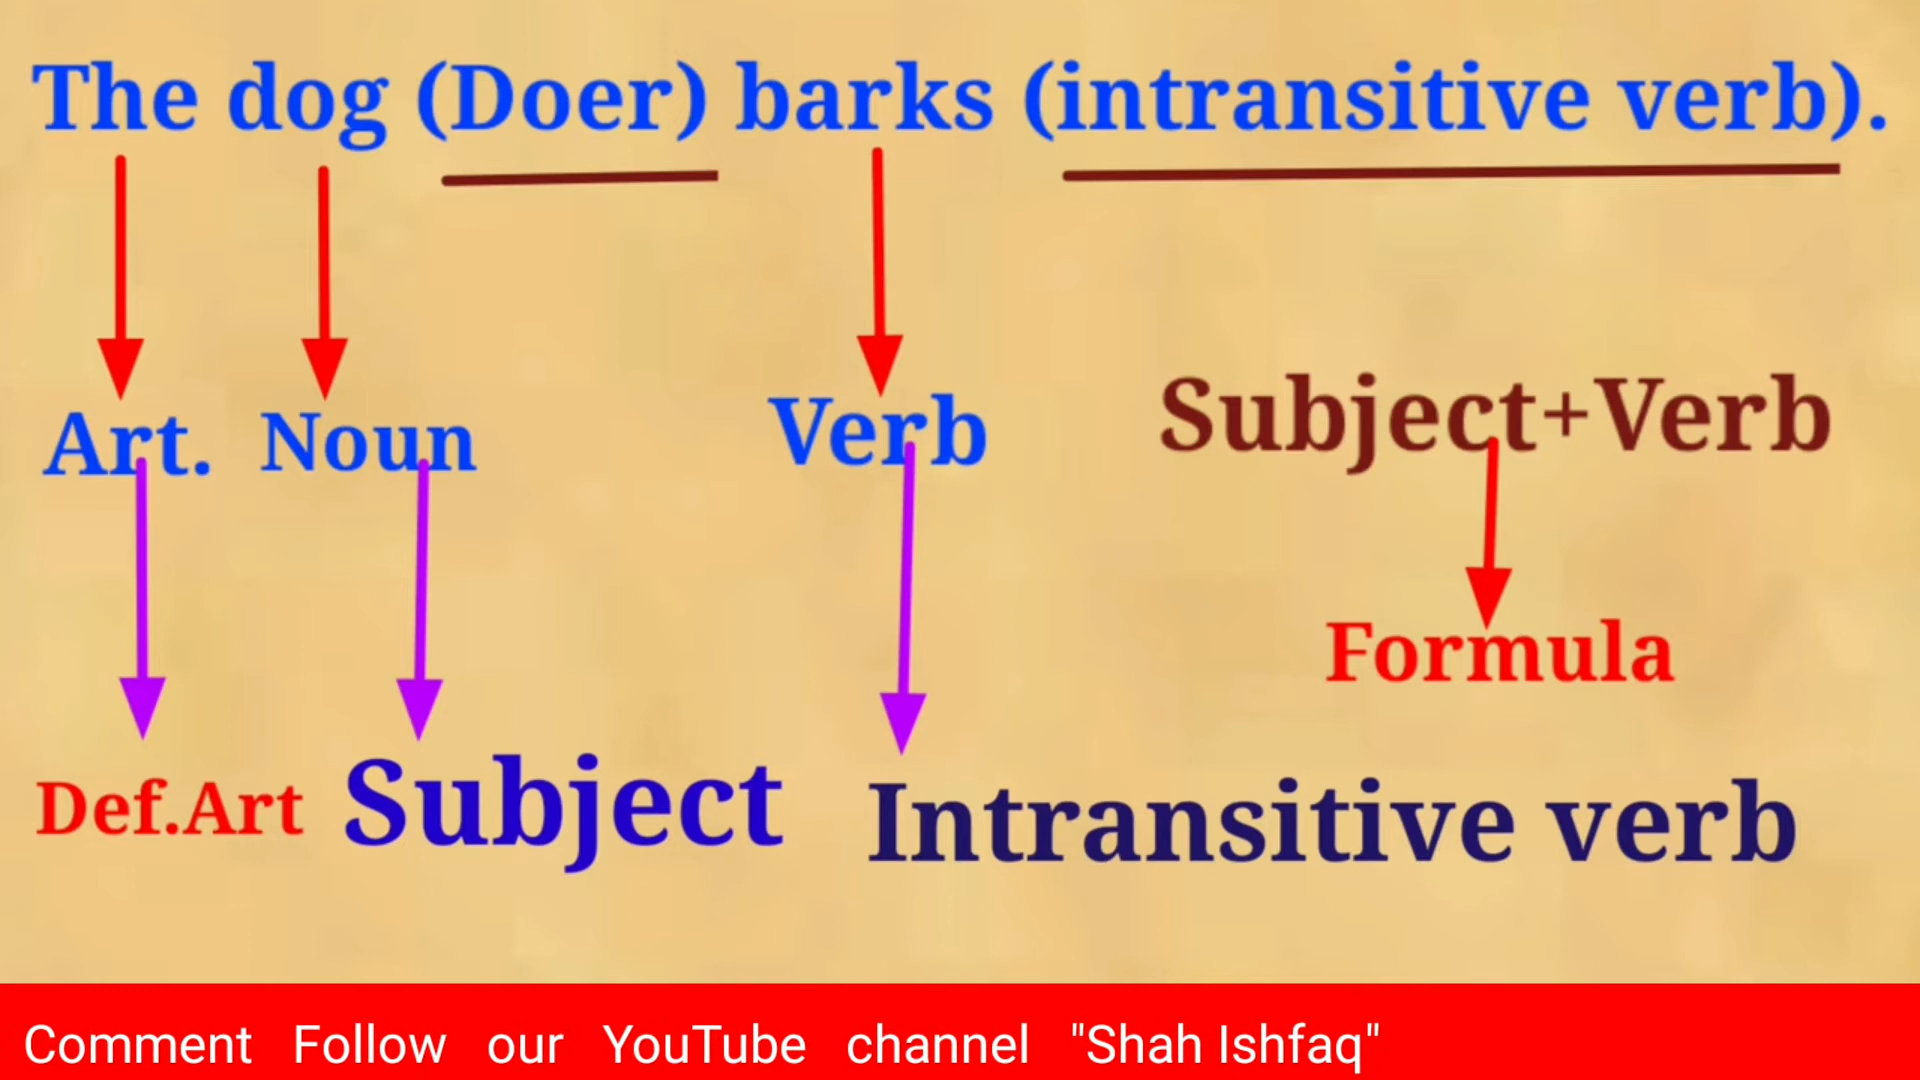 The dog (Doer) barks (intransitive verb).
Art. Noun Verb Subject+Verb
Formula
Def.Art Subject Intransitive verb
Comment Follow our YouTube channel "Shah Ishfaq"